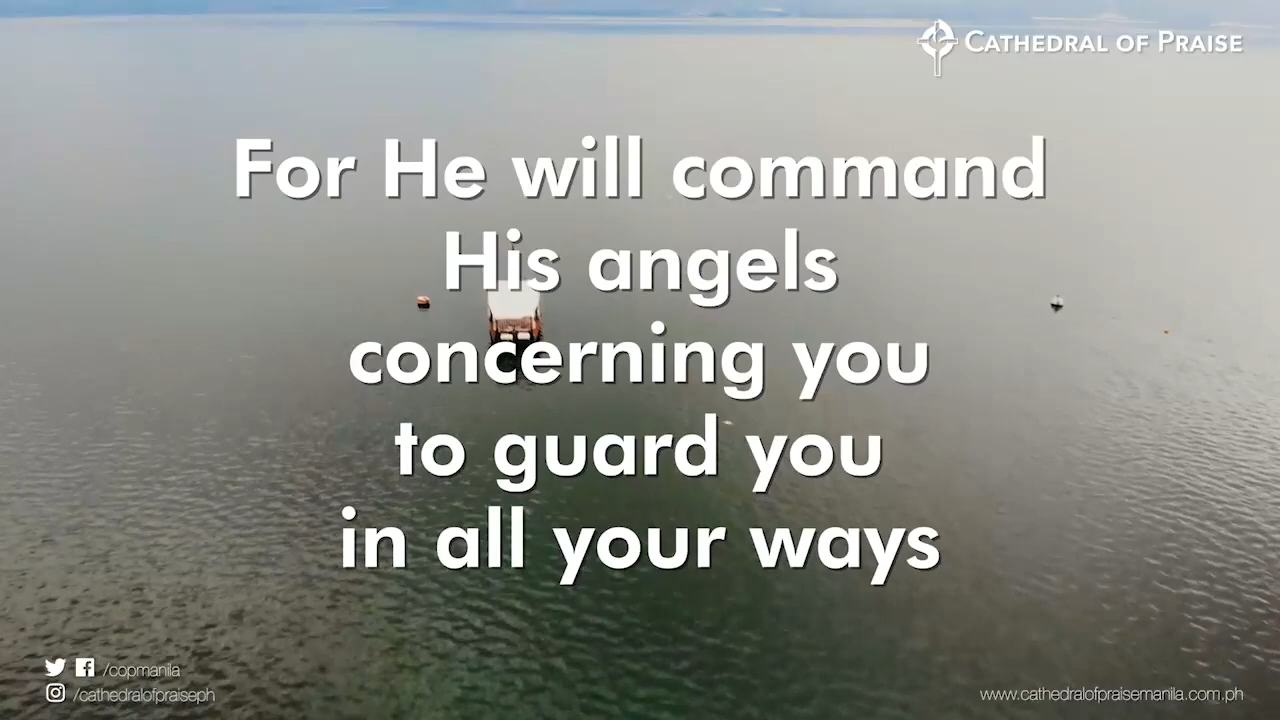 CATHEDRAL OF PRAISE
For He will command
His angels
concerning you
to guard you
in all your ways
/copmanila
/cathedralofpraiseph
www.cathedralofpraisemanila.com.ph